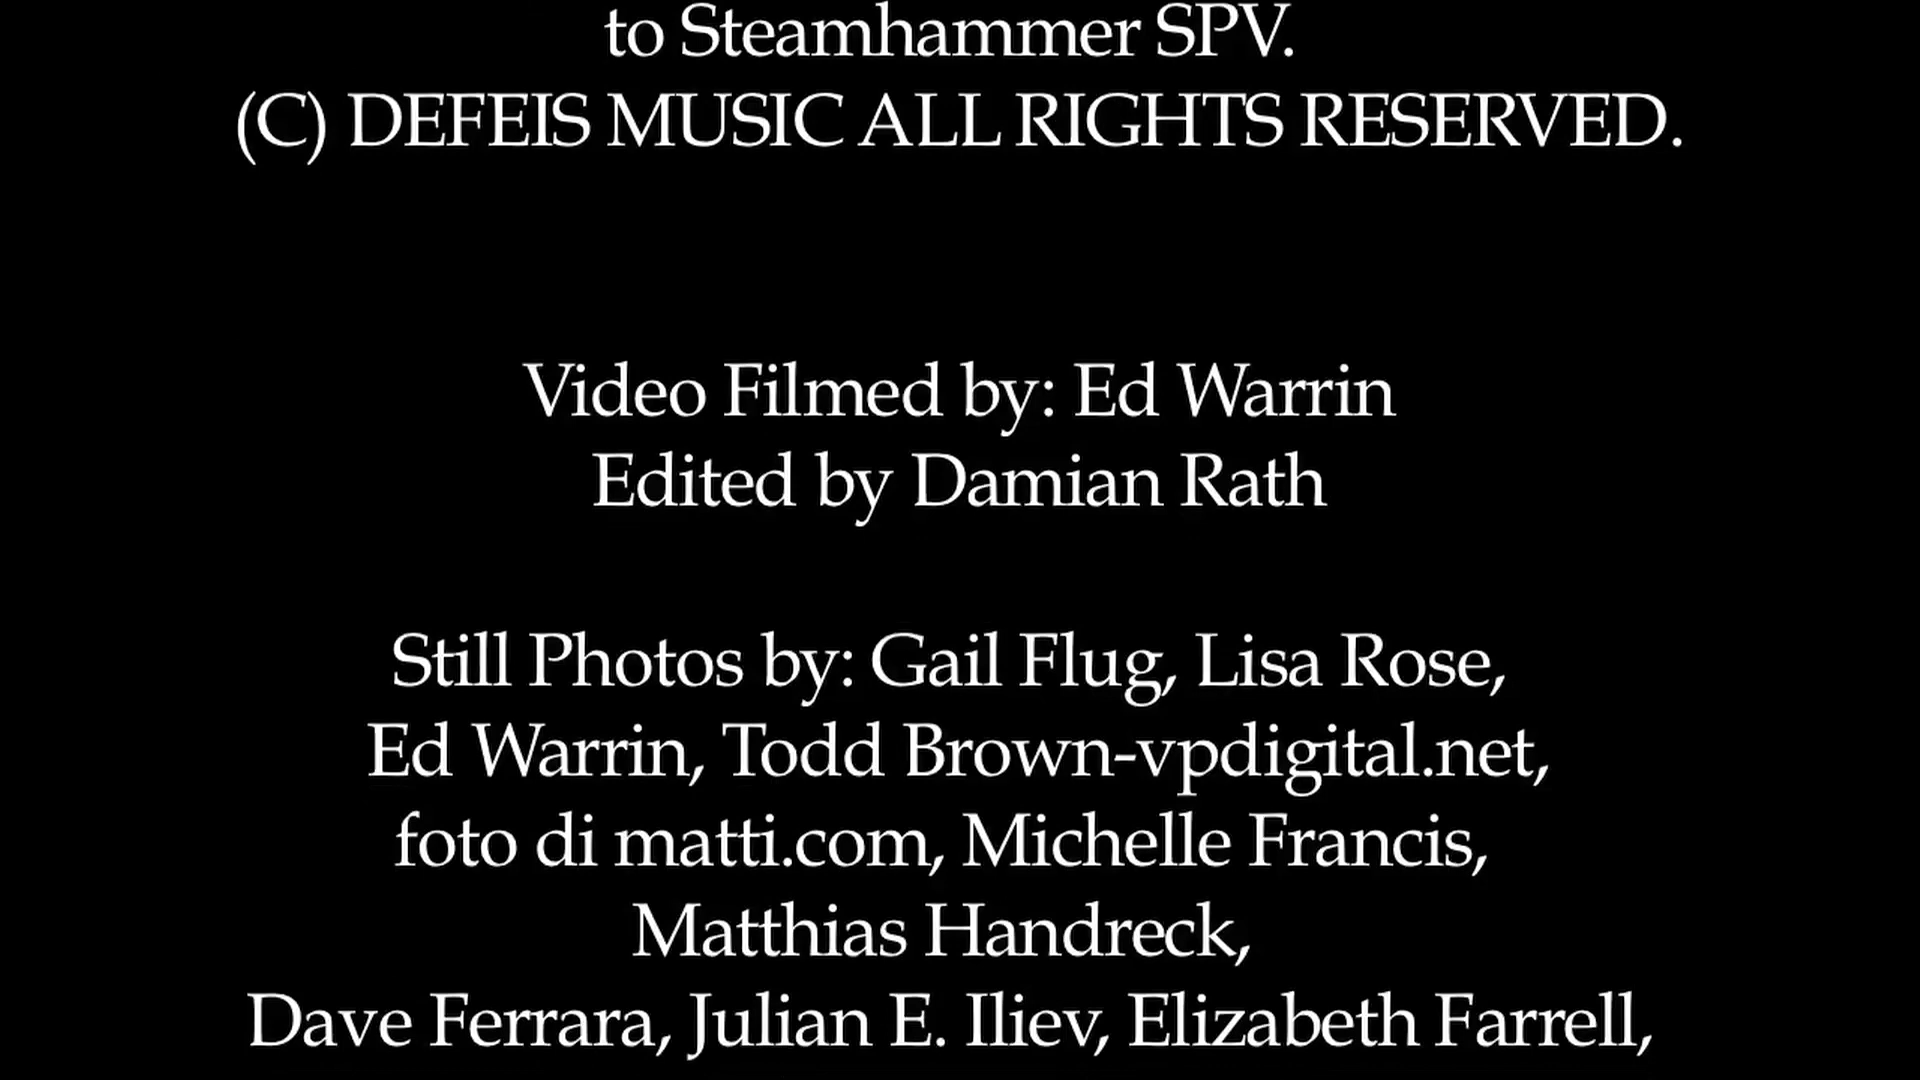 to Steamhammer SPV.
(C) DEFEIS MUSIC ALL RIGHTS RESERVED.
Video Filmed by: Ed Warrin
Edited by Damian Rath
Still Photos by: Gail Flug, Lisa Rose,
Ed Warrin, Todd Brown-vpdigital.net,
foto di matti.com, Michelle Francis,
Matthias Handreck,
Dave Ferrara, Julian E. Iliev, Elizabeth Farrell,